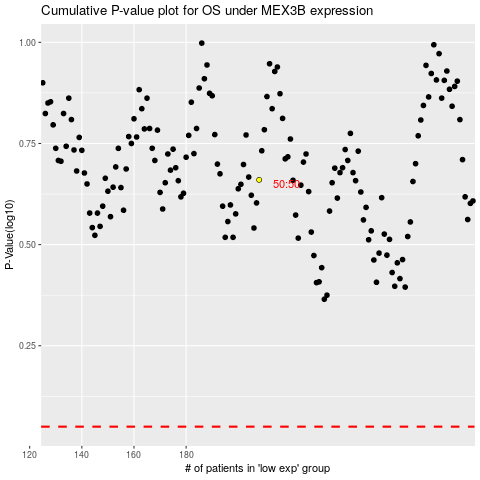 Cumulative P-value plot for OS under MEX3B expression
P-Value(log10)
1.00
0.75
0.50
0.25
50:50
120 140 160 180
# of patients in 'low exp' group